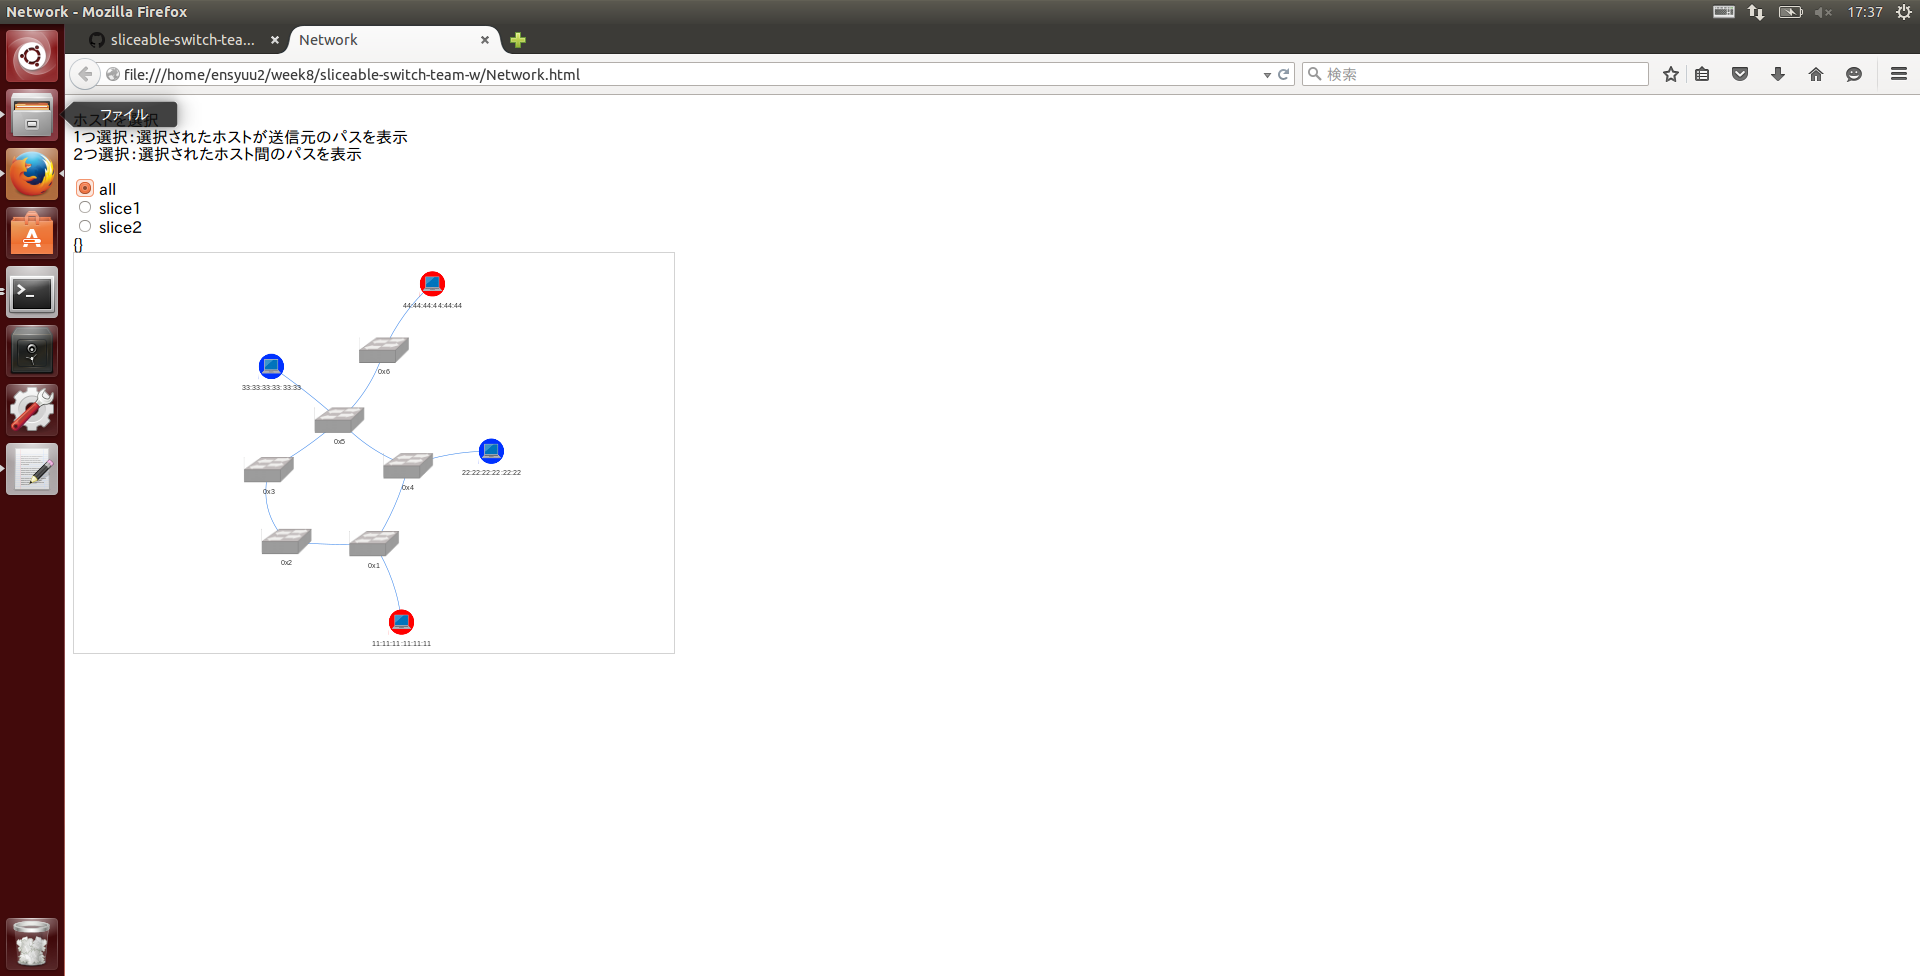 Network - Mozilla Firefox
17:37
sliceable-switch-tea...
Network
file:///home/ensyuu2/week8/sliceable-switch-team-w/Network.html
検索
ファイル
ホストを選択
1つ選択：選択されたホストが送信元のパスを表示
2つ選択：選択されたホスト間のパスを表示
all
slice1
slice2
{}
44:44:44:44:44:44
0x6
33:33:33:33:33:33
0x5
22:22:22:22:22:22
0x3
0x4
0x2
0x1
11:11:11:11:11:11